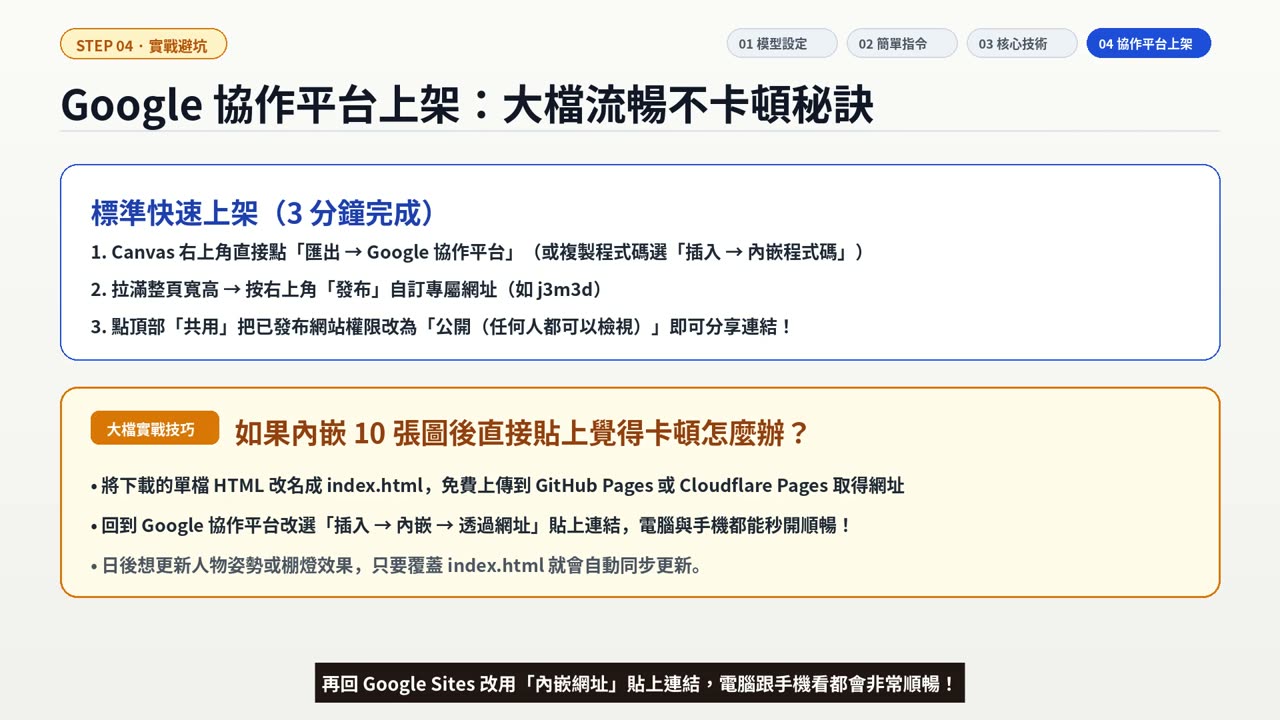 STEP 04 · 實戰避坑
01 模型設定
02 簡單指令
03 核心技術
04 協作平台上架
Google 協作平台上架：大檔流暢不卡頓秘訣
標準快速上架（3 分鐘完成）
1. Canvas 右上角直接點「匯出 → Google 協作平台」（或複製程式碼選「插入 → 內嵌程式碼」）
2. 拉滿整頁寬高 → 按右上角「發布」自訂專屬網址（如 j3m3d）
3. 點頂部「共用」把已發布網站權限改為「公開（任何人都可以檢視）」即可分享連結！
大檔實戰技巧
如果內嵌 10 張圖後直接貼上覺得卡頓怎麼辦？
• 將下載的單檔 HTML 改名成 index.html，免費上傳到 GitHub Pages 或 Cloudflare Pages 取得網址
• 回到 Google 協作平台改選「插入 → 內嵌 → 透過網址」貼上連結，電腦與手機都能秒開順暢！
• 日後想更新人物姿勢或棚燈效果，只要覆蓋 index.html 就會自動同步更新。
再回 Google Sites 改用「內嵌網址」貼上連結，電腦跟手機看都會非常順暢！